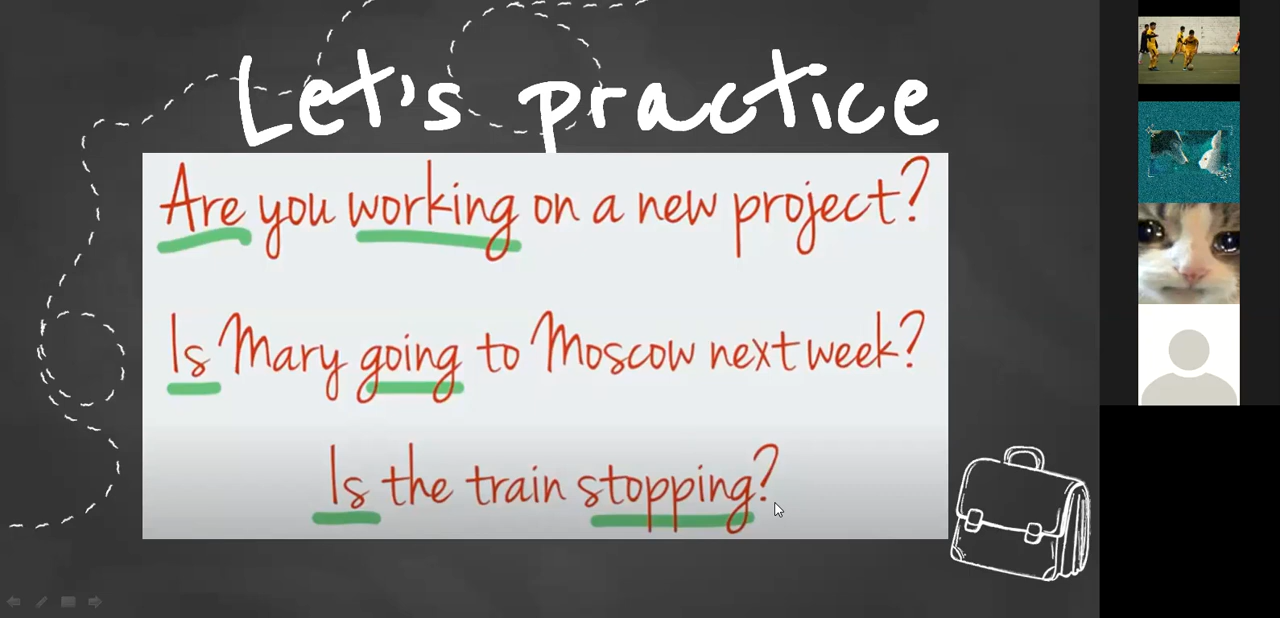 Let's practice
Are you working on a new project?
Is Mary going to Moscow next week?
Is the train stopping?